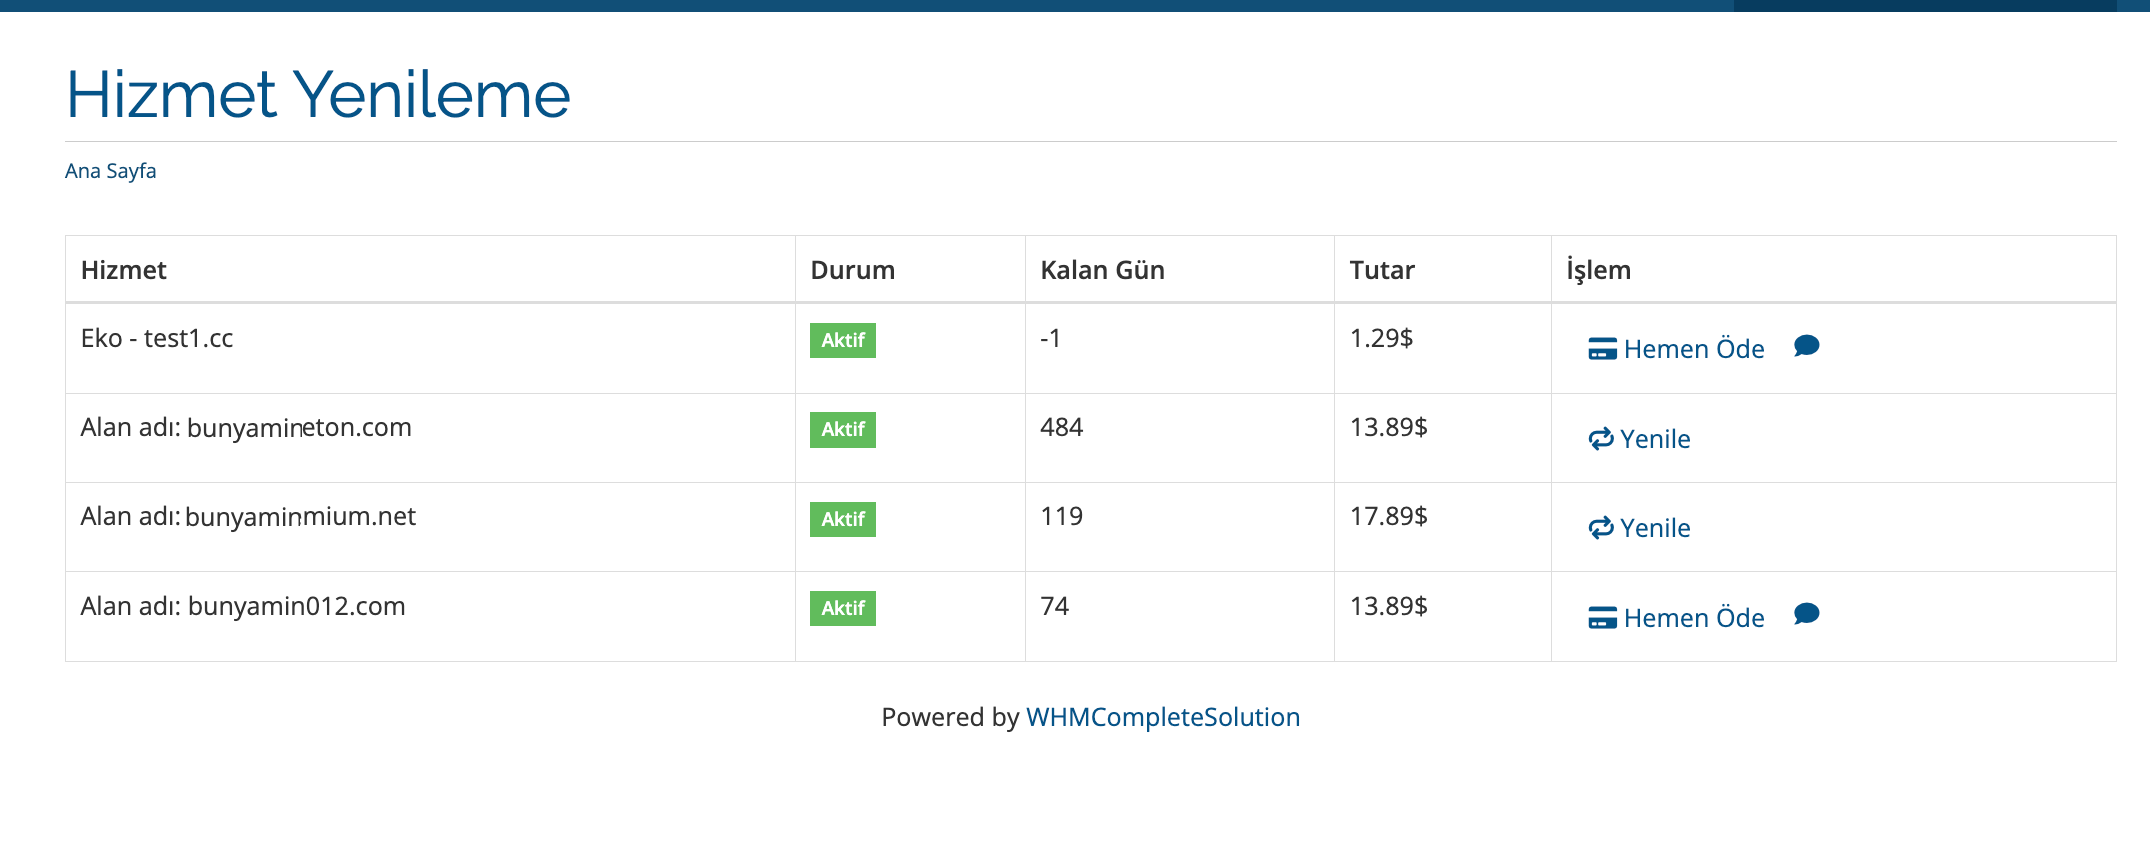 Hizmet Yenileme
Ana Sayfa
Hizmet Durum Kalan Gün Tutar İşlem
Eko - test1.cc Aktif -1 1.29$ Hemen Öde
Alan adı: bunyamineton.com Aktif 484 13.89$ Yenile
Alan adı: bunyaminmium.net Aktif 119 17.89$ Yenile
Alan adı: bunyamin012.com Aktif 74 13.89$ Hemen Öde
Powered by WHMCompleteSolution